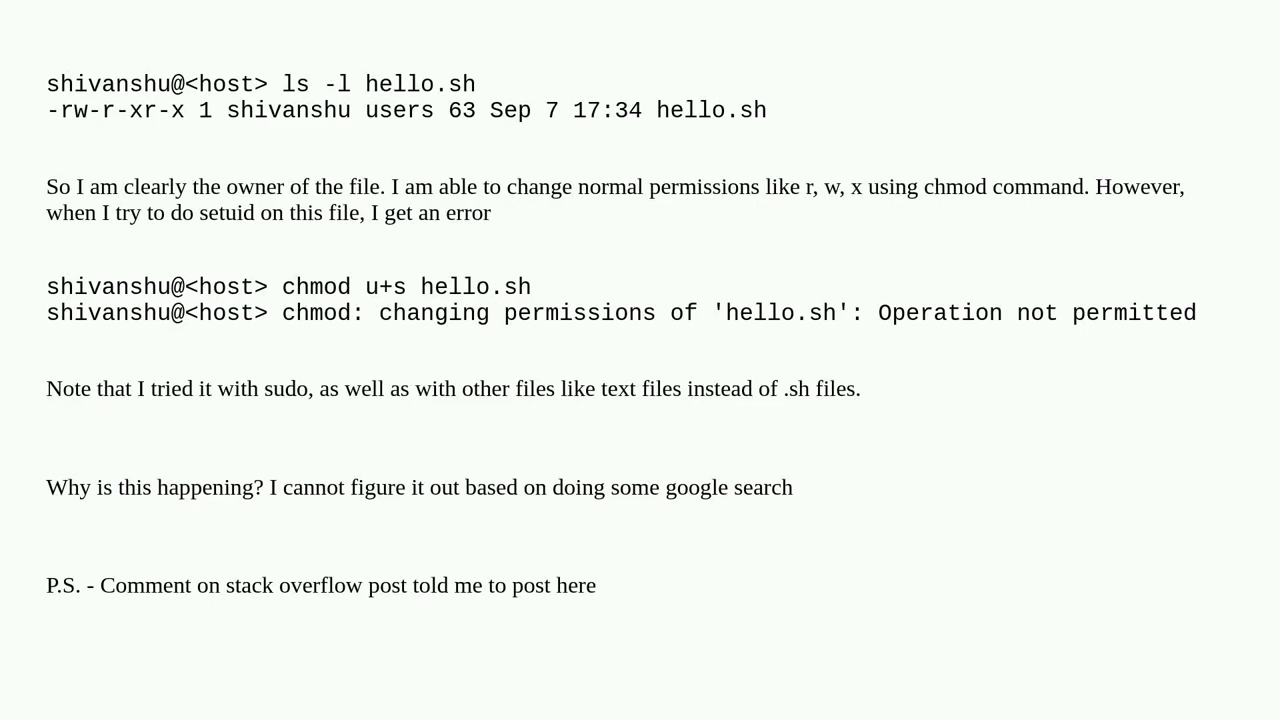 shivanshu@<host> ls -l hello.sh
-rw-r-xr-x 1 shivanshu users 63 Sep 7 17:34 hello.sh
So I am clearly the owner of the file. I am able to change normal permissions like r, w, x using chmod command. However,
when I try to do setuid on this file, I get an error
shivanshu@<host> chmod u+s hello.sh
shivanshu@<host> chmod: changing permissions of 'hello.sh': Operation not permitted
Note that I tried it with sudo, as well as with other files like text files instead of .sh files.
Why is this happening? I cannot figure it out based on doing some google search
P.S. - Comment on stack overflow post told me to post here